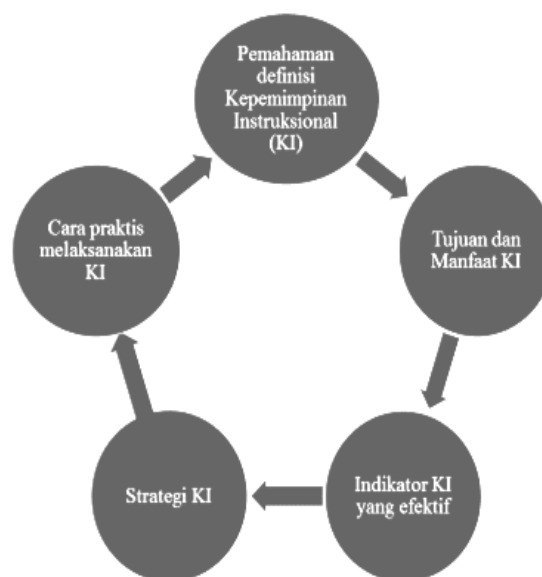 Pemahaman
definisi
Kepemimpinan
Instruksional
(KI)
Tujuan dan
Manfaat KI
Indikator KI
yang efektif
Strategi KI
Cara praktis
melaksanakan
KI